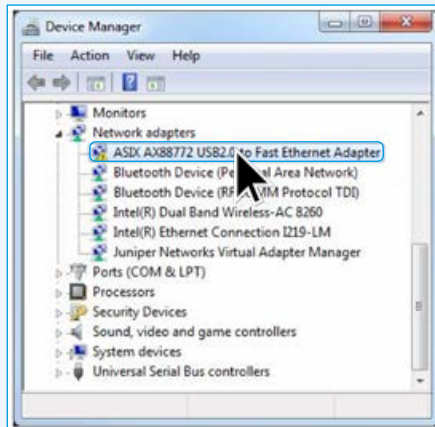 Device Manager
File Action View Help
Monitors
Network adapters
ASIX AX88772 USB2.0 to Fast Ethernet Adapter
Bluetooth Device (Pe al Area Network)
Bluetooth Device (RF MM Protocol TDI)
Intel(R) Dual Band Wireless-AC 8260
Intel(R) Ethernet Connection I219-LM
Juniper Networks Virtual Adapter Manager
Ports (COM & LPT)
Processors
Security Devices
Sound, video and game controllers
System devices
Universal Serial Bus controllers